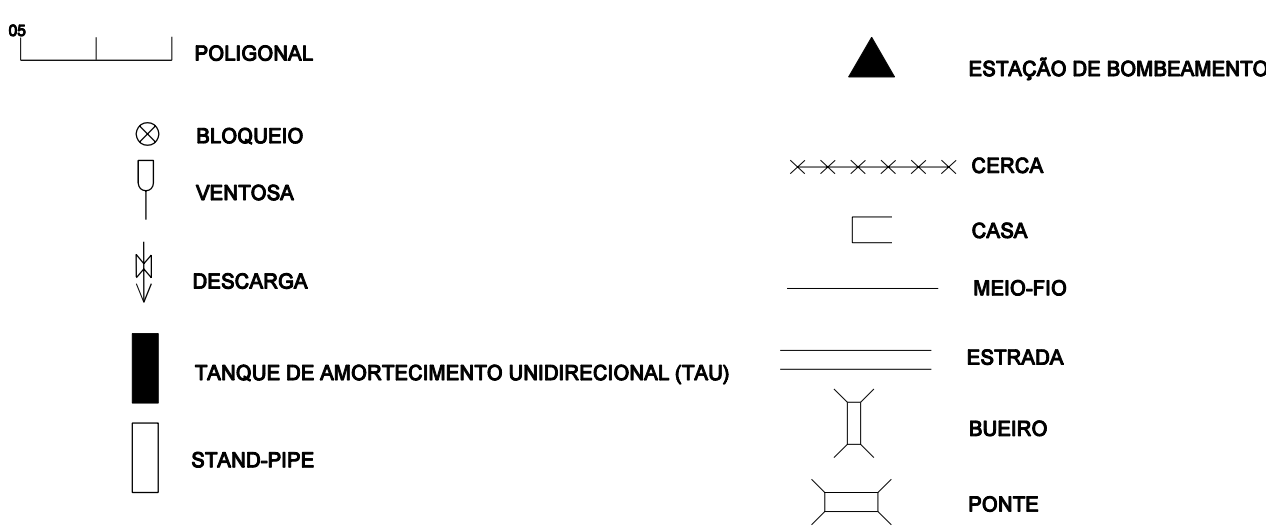 05
POLIGONAL
BLOQUEIO
VENTOSA
DESCARGA
TANQUE DE AMORTECIMENTO UNIDIRECIONAL (TAU)
STAND-PIPE
ESTAÇÃO DE BOMBEAMENTO
CERCA
CASA
MEIO-FIO
ESTRADA
BUEIRO
PONTE